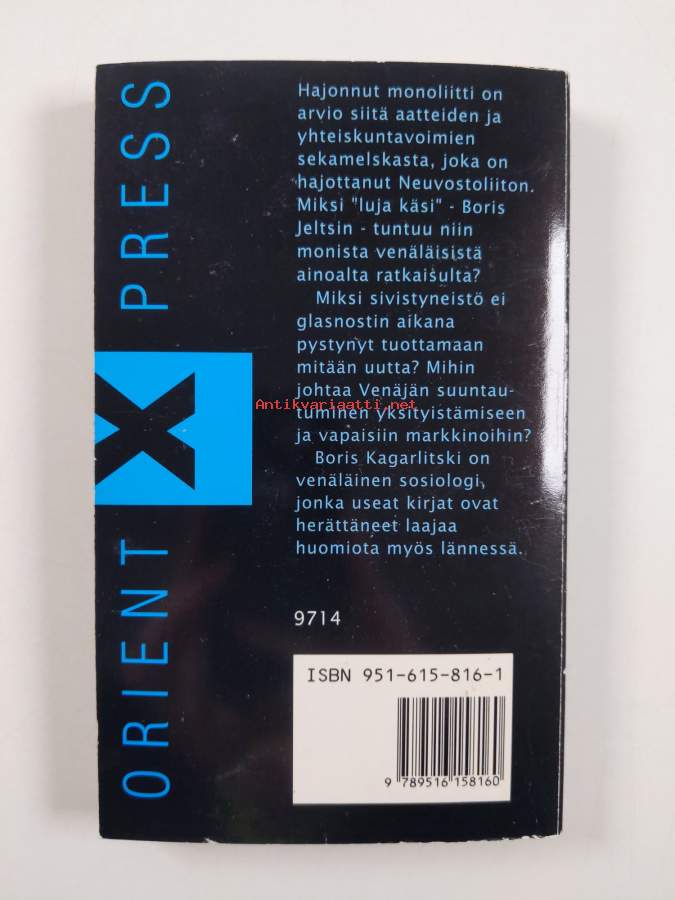 ORIENT X PRESS
Hajonnut monoliitti on
arvio siitä aatteiden ja
yhteiskuntavoimien
sekamelskasta, joka on
hajottanut Neuvostoliiton.
Miksi "luja käsi" - Boris
Jeltsin - tuntuu niin
monista venäläisistä
ainoalta ratkaisulta?
Miksi sivistyneistö ei
glasnostin aikana
pystynyt tuottamaan
mitään uutta? Mihin
johtaa Venäjän suuntau-
tuminen yksityistämiseen
ja vapaisiin markkinoihin?
Boris Kagarlitski on
venäläinen sosiologi,
jonka useat kirjat ovat
herättäneet laajaa
huomiota myös lännessä.
Antikvariaatti.net
9714
ISBN 951-615-816-1
9 789516 158160